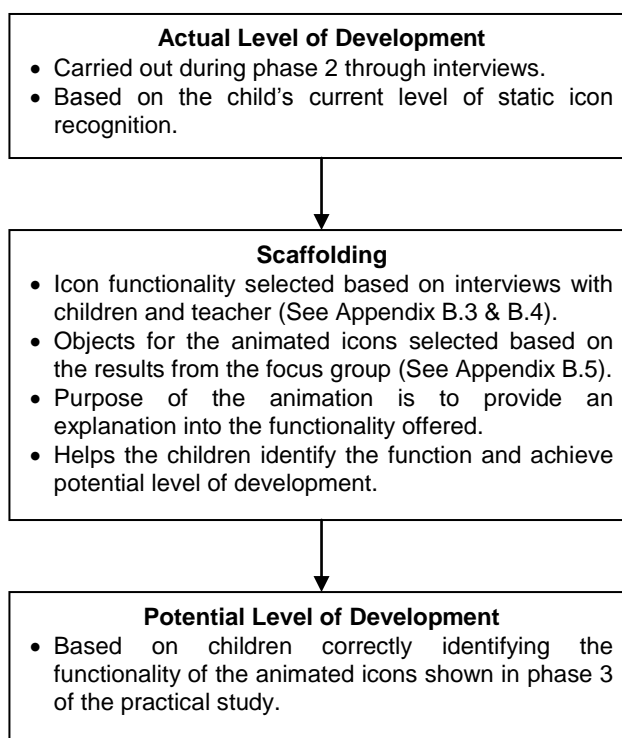 Actual Level of Development
• Carried out during phase 2 through interviews.
• Based on the child's current level of static icon
recognition.
Scaffolding
• Icon functionality selected based on interviews with
children and teacher (See Appendix B.3 & B.4).
• Objects for the animated icons selected based on
the results from the focus group (See Appendix B.5).
• Purpose of the animation is to provide an
explanation into the functionality offered.
• Helps the children identify the function and achieve
potential level of development.
Potential Level of Development
• Based on children correctly identifying the
functionality of the animated icons shown in phase 3
of the practical study.